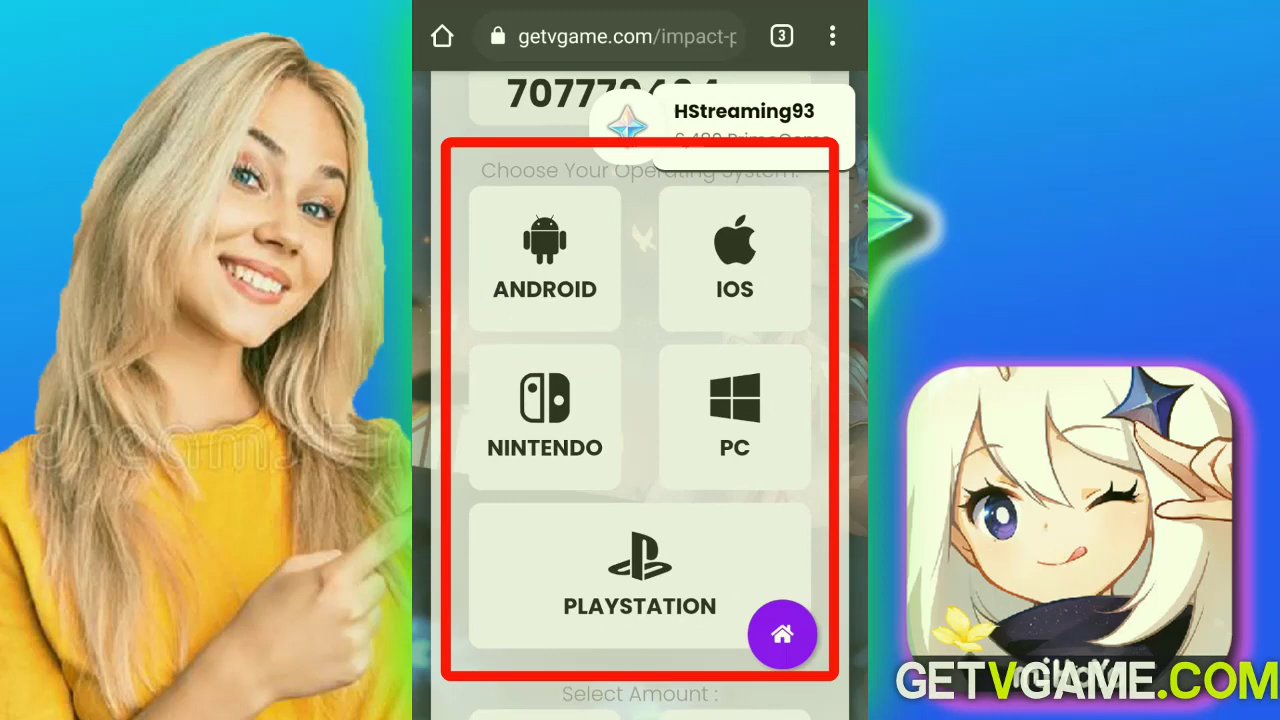 getvgame.com/impact-p
3
HStreaming93
Choose Your Operating System:
ANDROID
IOS
NINTENDO
PC
PLAYSTATION
Select Amount :
GETVGAME.COM